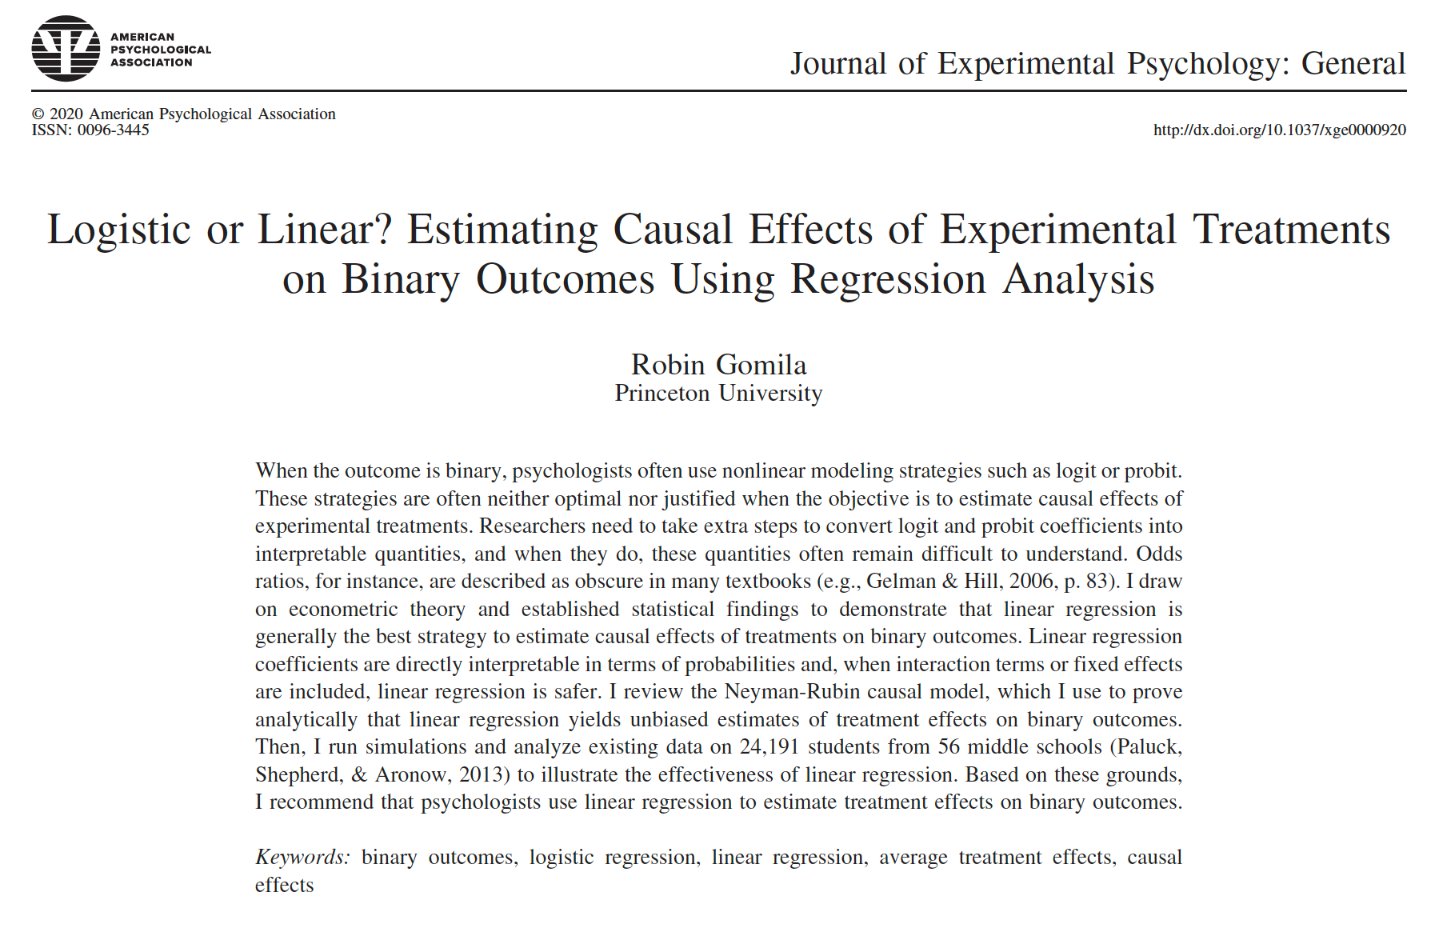 AMERICAN
PSYCHOLOGICAL
ASSOCIATION
Journal of Experimental Psychology: General
© 2020 American Psychological Association
ISSN: 0096-3445
http://dx.doi.org/10.1037/xge0000920
Logistic or Linear? Estimating Causal Effects of Experimental Treatments
on Binary Outcomes Using Regression Analysis
Robin Gomila
Princeton University
When the outcome is binary, psychologists often use nonlinear modeling strategies such as logit or probit.
These strategies are often neither optimal nor justified when the objective is to estimate causal effects of
experimental treatments. Researchers need to take extra steps to convert logit and probit coefficients into
interpretable quantities, and when they do, these quantities often remain difficult to understand. Odds
ratios, for instance, are described as obscure in many textbooks (e.g., Gelman & Hill, 2006, p. 83). I draw
on econometric theory and established statistical findings to demonstrate that linear regression is
generally the best strategy to estimate causal effects of treatments on binary outcomes. Linear regression
coefficients are directly interpretable in terms of probabilities and, when interaction terms or fixed effects
are included, linear regression is safer. I review the Neyman-Rubin causal model, which I use to prove
analytically that linear regression yields unbiased estimates of treatment effects on binary outcomes.
Then, I run simulations and analyze existing data on 24,191 students from 56 middle schools (Paluck,
Shepherd, & Aronow, 2013) to illustrate the effectiveness of linear regression. Based on these grounds,
I recommend that psychologists use linear regression to estimate treatment effects on binary outcomes.
Keywords: binary outcomes, logistic regression, linear regression, average treatment effects, causal
effects